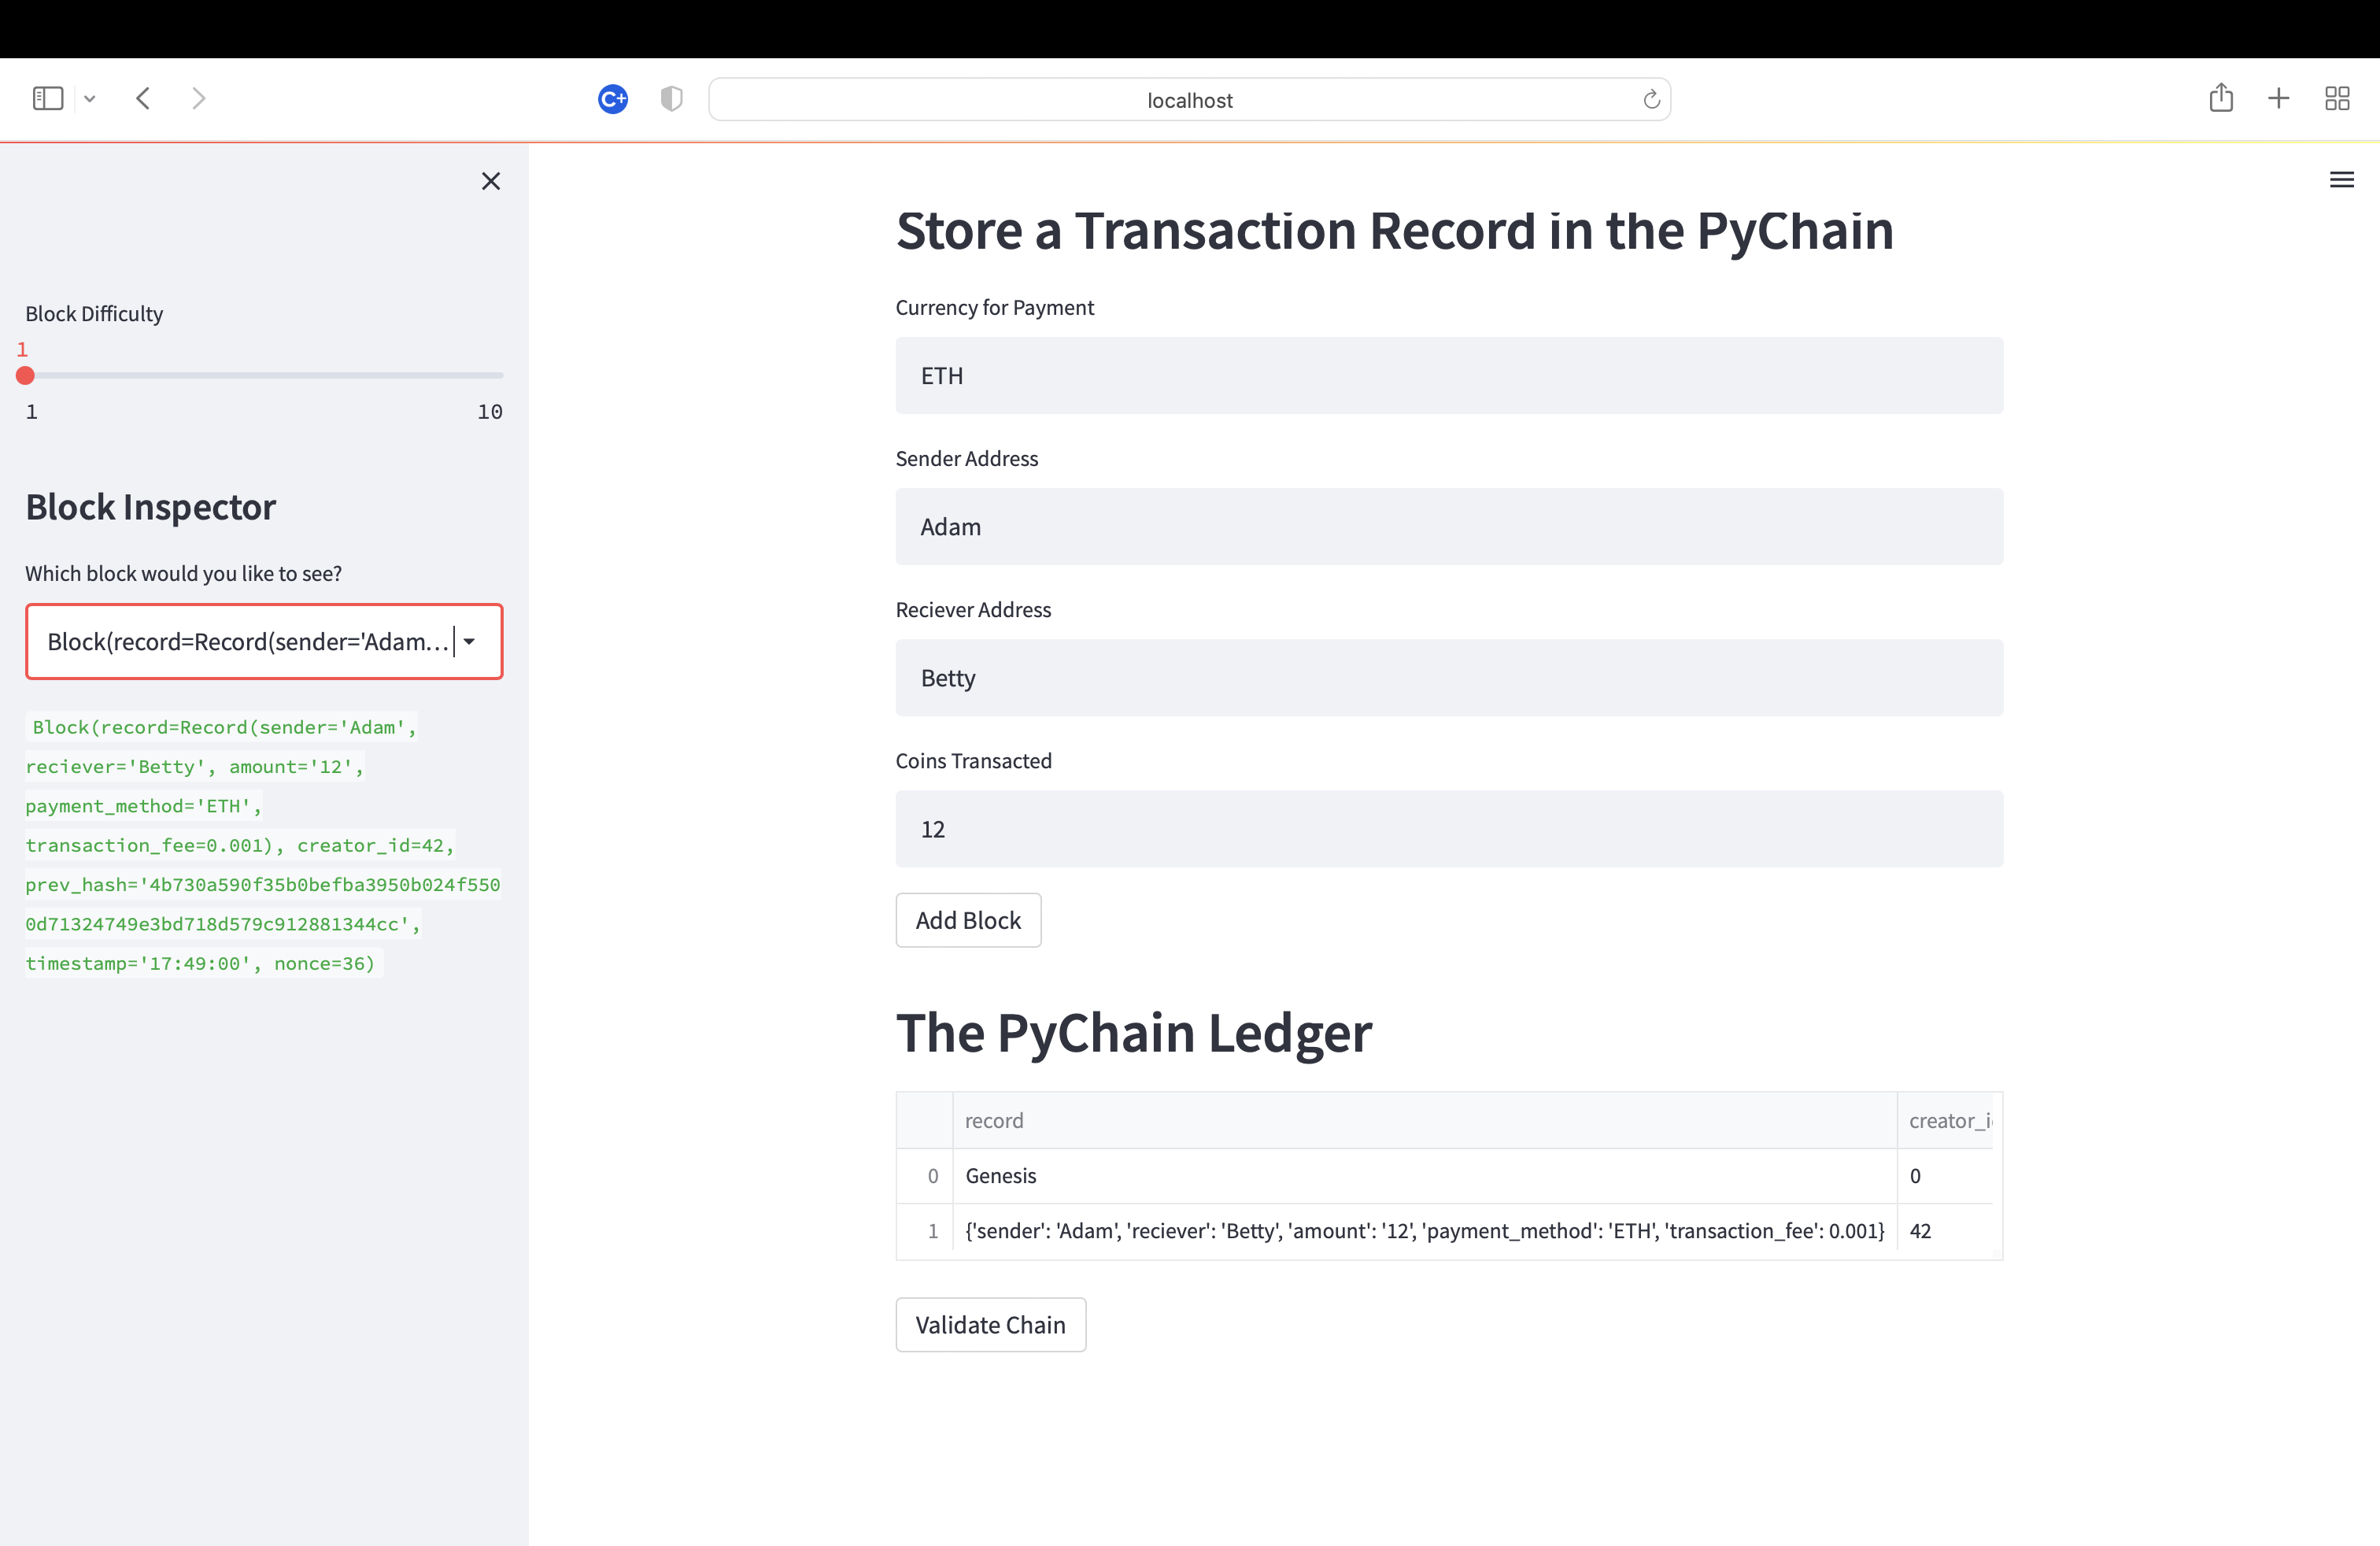 C+
localhost
Block Difficulty
1
1 10
Block Inspector
Which block would you like to see?
Block(record=Record(sender='Adam...
Block(record=Record(sender='Adam',
reciever='Betty', amount='12',
payment_method='ETH',
transaction_fee=0.001), creator_id=42,
prev_hash='4b730a590f35b0befba3950b024f550
0d71324749e3bd718d579c912881344cc',
timestamp='17:49:00', nonce=36)
Store a Transaction Record in the PyChain
Currency for Payment
ETH
Sender Address
Adam
Reciever Address
Betty
Coins Transacted
12
Add Block
The PyChain Ledger
record creator_i
0 Genesis 0
1 {'sender': 'Adam', 'reciever': 'Betty', 'amount': '12', 'payment_method': 'ETH', 'transaction_fee': 0.001} 42
Validate Chain